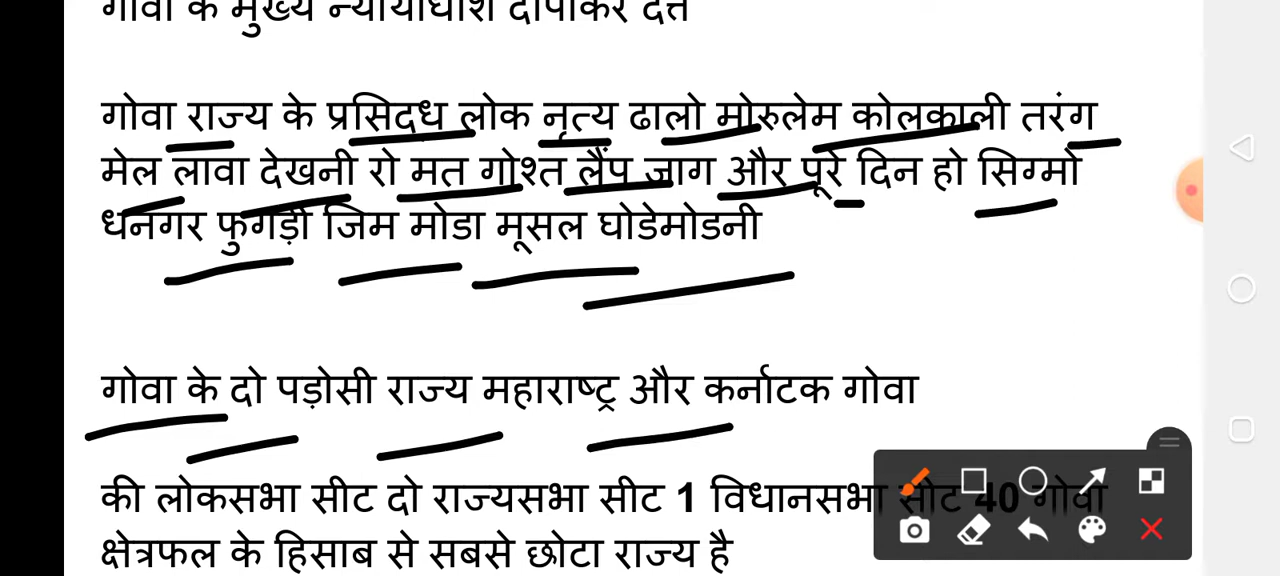 गोवा के मुख्य न्यायाधीश दीपांकर दत्त
गोवा राज्य के प्रसिद्ध लोक नृत्य ढालो मोरुलेम कोलकाली तरंग
मेल लावा देखनी रो मत गोश्त लैंप जाग और पूरे दिन हो सिग्मो
धनगर फुगड़ी जिम मोडा मूसल घोडेमोडनी
गोवा के दो पड़ोसी राज्य महाराष्ट्र और कर्नाटक गोवा
की लोकसभा सीट दो राज्यसभा सीट 1 विधानसभा सीट 40 गोवा
क्षेत्रफल के हिसाब से सबसे छोटा राज्य है